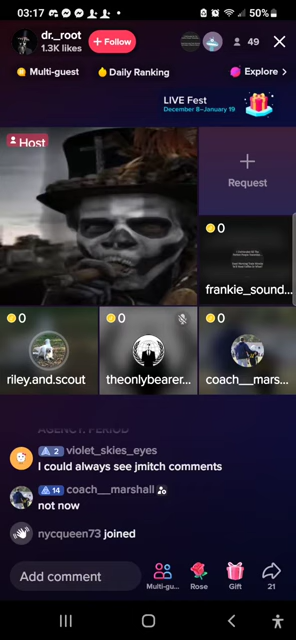 03:17
50%
dr._root
1.3K likes
+ Follow
49
Multi-guest
Daily Ranking
Explore >
LIVE Fest
December 8–January 19
Host
Request
0
frankie_sound...
0
riley.and.scout
0
theonlybearer...
0
coach__mars...
AGENCY. PERIOD
2 violet_skies_eyes
I could always see jmitch comments
14 coach__marshall
not now
nycqueen73 joined
Add comment
Multi-gu...
Rose
Gift
21